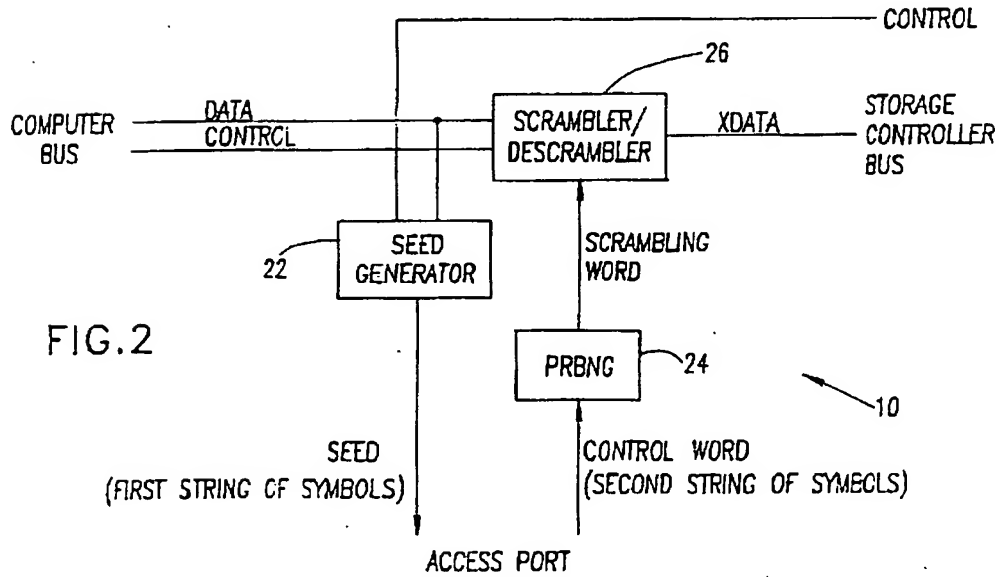 CONTROL
26
COMPUTER
BUS
DATA
CONTROL
SCRAMBLER/
DESCRAMBLER
XDATA
STORAGE
CONTROLLER
BUS
22
SEED
GENERATOR
SCRAMBLING
WORD
FIG.2
PRBNG
24
10
SEED
(FIRST STRING OF SYMBOLS)
CONTROL WORD
(SECOND STRING OF SYMBOLS)
ACCESS PORT